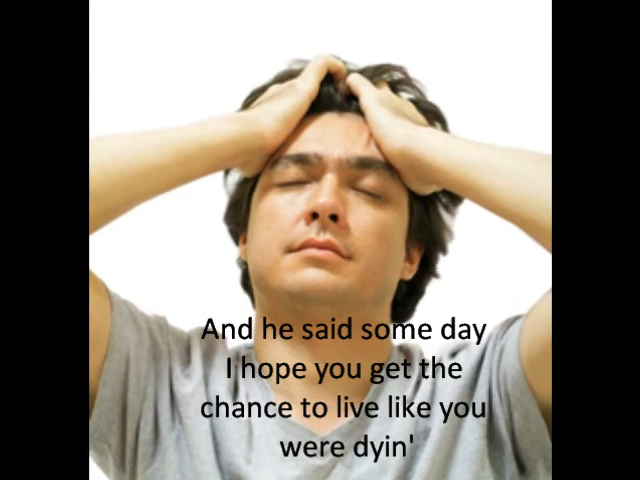 And he said some day
I hope you get the
chance to live like you
were dyin'